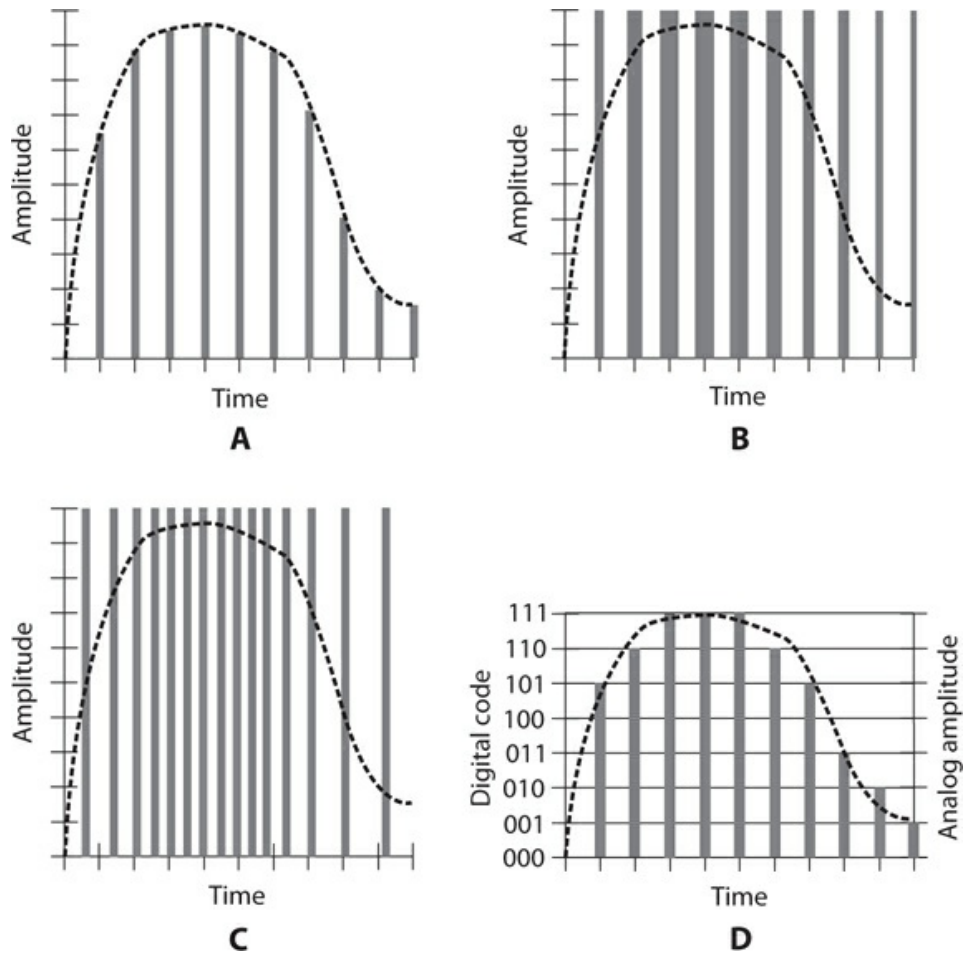 Amplitude
Time
A
Amplitude
Time
B
Amplitude
Time
C
Digital code
111
110
101
100
011
010
001
000
Analog amplitude
Time
D